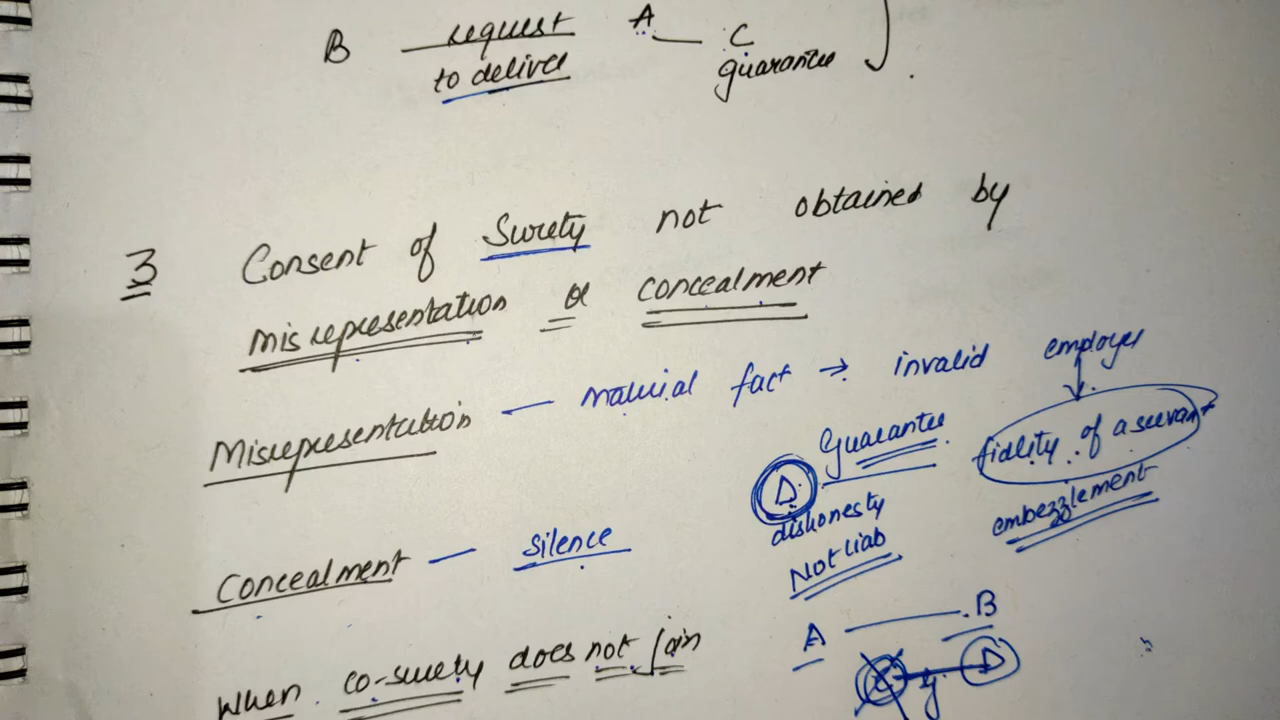 B request A C
to deliver guarantee
3 Consent of Surety not obtained by
misrepresentation or concealment
Misrepresentation — material fact → invalid employer
Guarantee fidelity of a servant
D
dishonesty embezzlement
Not liab
Concealment — silence
A B
When co-surety does not join
D